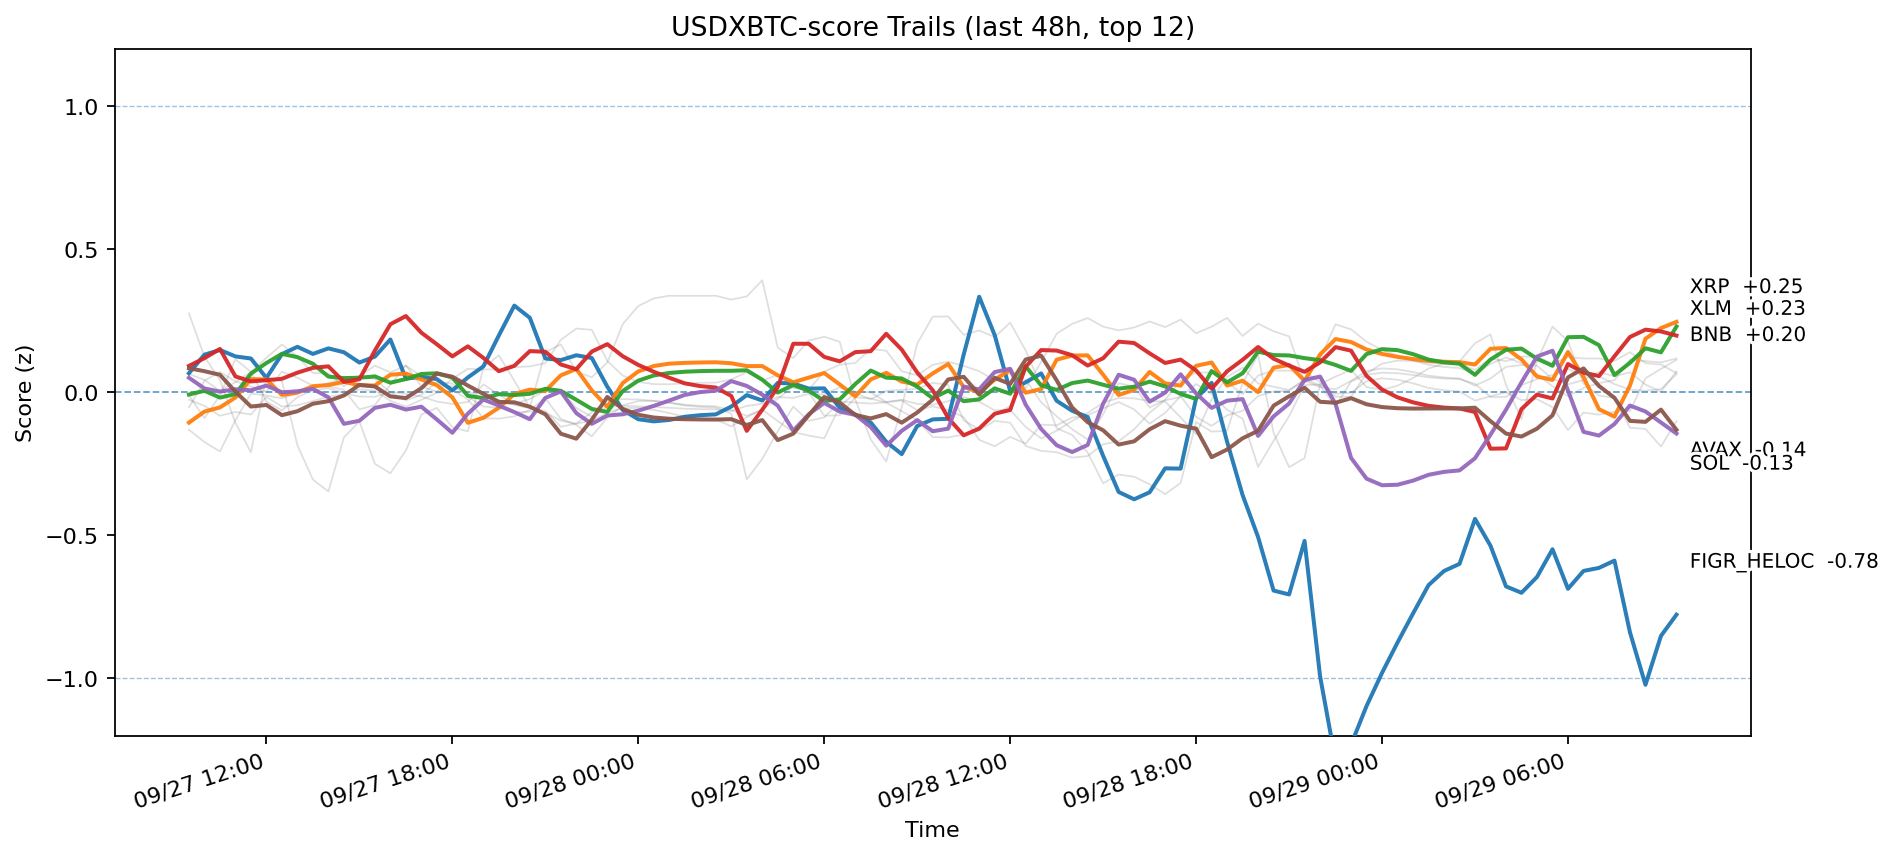 USDXBTC-score Trails (last 48h, top 12)
1.0
0.5
0.0
−0.5
−1.0
Score (z)
XRP +0.25
XLM +0.23
BNB +0.20
AVAX -0.14
SOL -0.13
FIGR_HELOC -0.78
09/27 12:00
09/27 18:00
09/28 00:00
09/28 06:00
09/28 12:00
09/28 18:00
09/29 00:00
09/29 06:00
Time